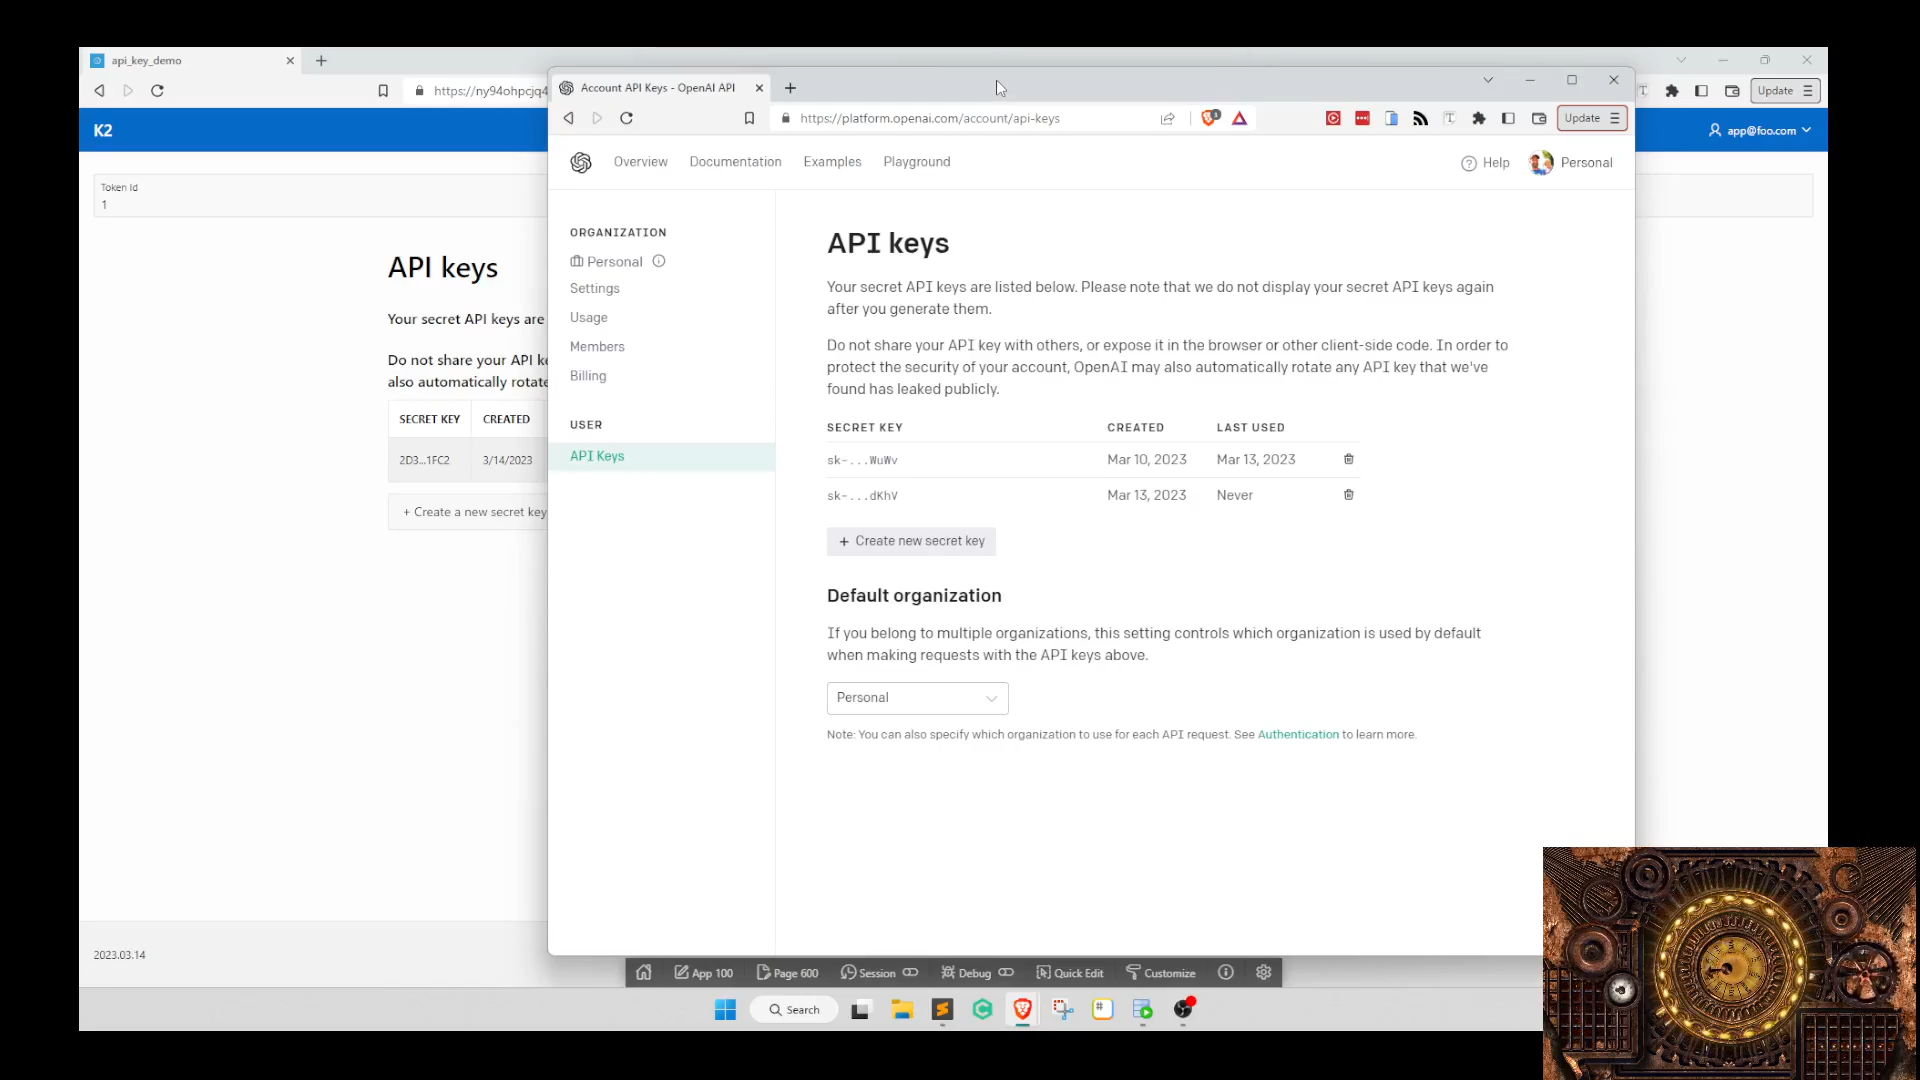 api_key_demo
https://ny94ohpcjq4
Update
K2
app@foo.com
Token Id
1
API keys
Your secret API keys are
Do not share your API ke
also automatically rotate
SECRET KEY CREATED
2D3...1FC2 3/14/2023
+ Create a new secret key
2023.03.14
Account API Keys - OpenAI API
https://platform.openai.com/account/api-keys
Update
Overview Documentation Examples Playground
Help Personal
ORGANIZATION
Personal
Settings
Usage
Members
Billing
USER
API Keys
API keys
Your secret API keys are listed below. Please note that we do not display your secret API keys again
after you generate them.
Do not share your API key with others, or expose it in the browser or other client-side code. In order to
protect the security of your account, OpenAI may also automatically rotate any API key that we've
found has leaked publicly.
SECRET KEY CREATED LAST USED
sk-...WuWv Mar 10, 2023 Mar 13, 2023
sk-...dKhV Mar 13, 2023 Never
+ Create new secret key
Default organization
If you belong to multiple organizations, this setting controls which organization is used by default
when making requests with the API keys above.
Personal
Note: You can also specify which organization to use for each API request. See Authentication to learn more.
App 100 Page 600 Session Debug Quick Edit Customize
Search